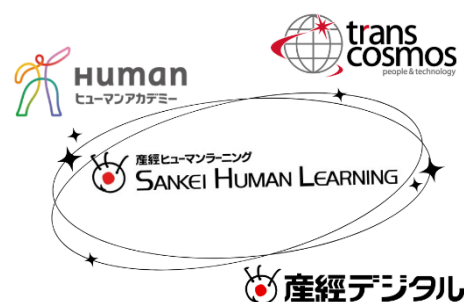 trans
cosmos
people & technology
Human
ヒューマンアカデミー
産経ヒューマンラーニング
SANKEI HUMAN LEARNING
産経デジタル